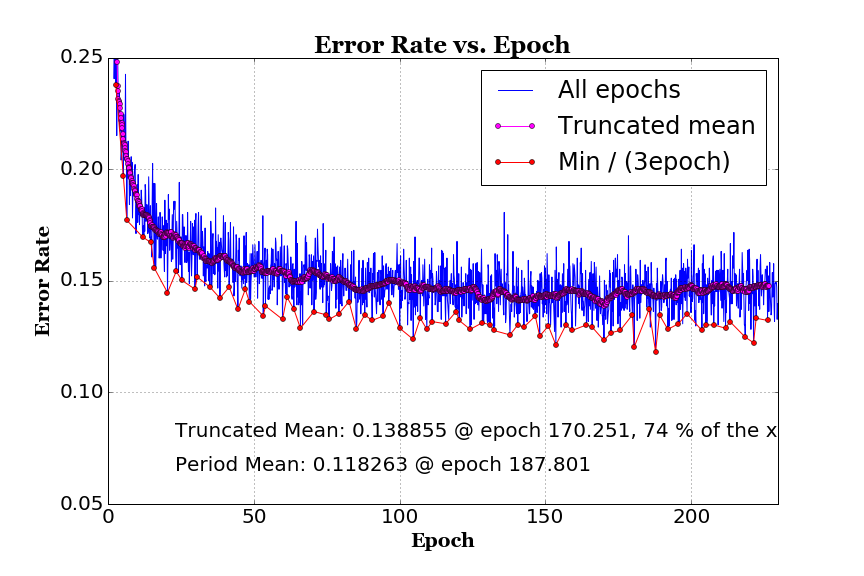 Error Rate vs. Epoch
0.25
0.20
0.15
0.10
0.05
Error Rate
All epochs
Truncated mean
Min / (3epoch)
Truncated Mean: 0.138855 @ epoch 170.251, 74 % of the x
Period Mean: 0.118263 @ epoch 187.801
0 50 100 150 200
Epoch